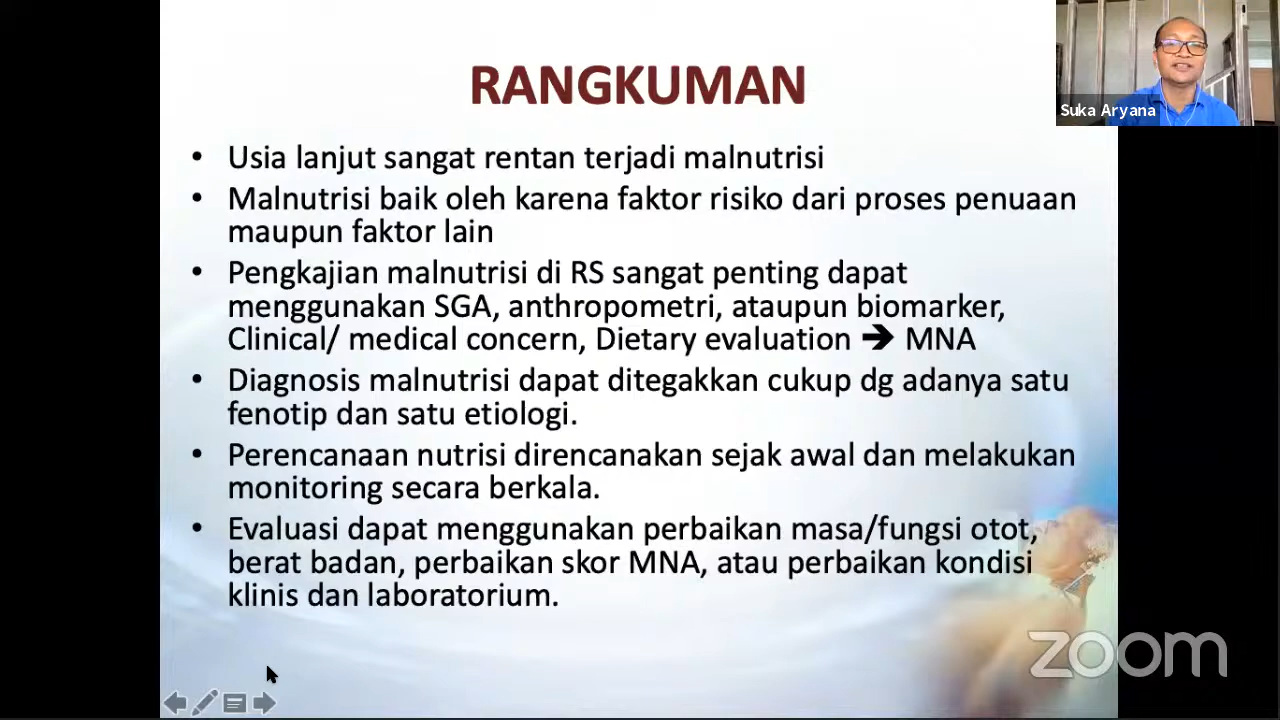 RANGKUMAN
Suka Aryana
• Usia lanjut sangat rentan terjadi malnutrisi
• Malnutrisi baik oleh karena faktor risiko dari proses penuaan
maupun faktor lain
• Pengkajian malnutrisi di RS sangat penting dapat
menggunakan SGA, anthropometri, ataupun biomarker,
Clinical/ medical concern, Dietary evaluation ➔ MNA
• Diagnosis malnutrisi dapat ditegakkan cukup dg adanya satu
fenotip dan satu etiologi.
• Perencanaan nutrisi direncanakan sejak awal dan melakukan
monitoring secara berkala.
• Evaluasi dapat menggunakan perbaikan masa/fungsi otot,
berat badan, perbaikan skor MNA, atau perbaikan kondisi
klinis dan laboratorium.
zoom